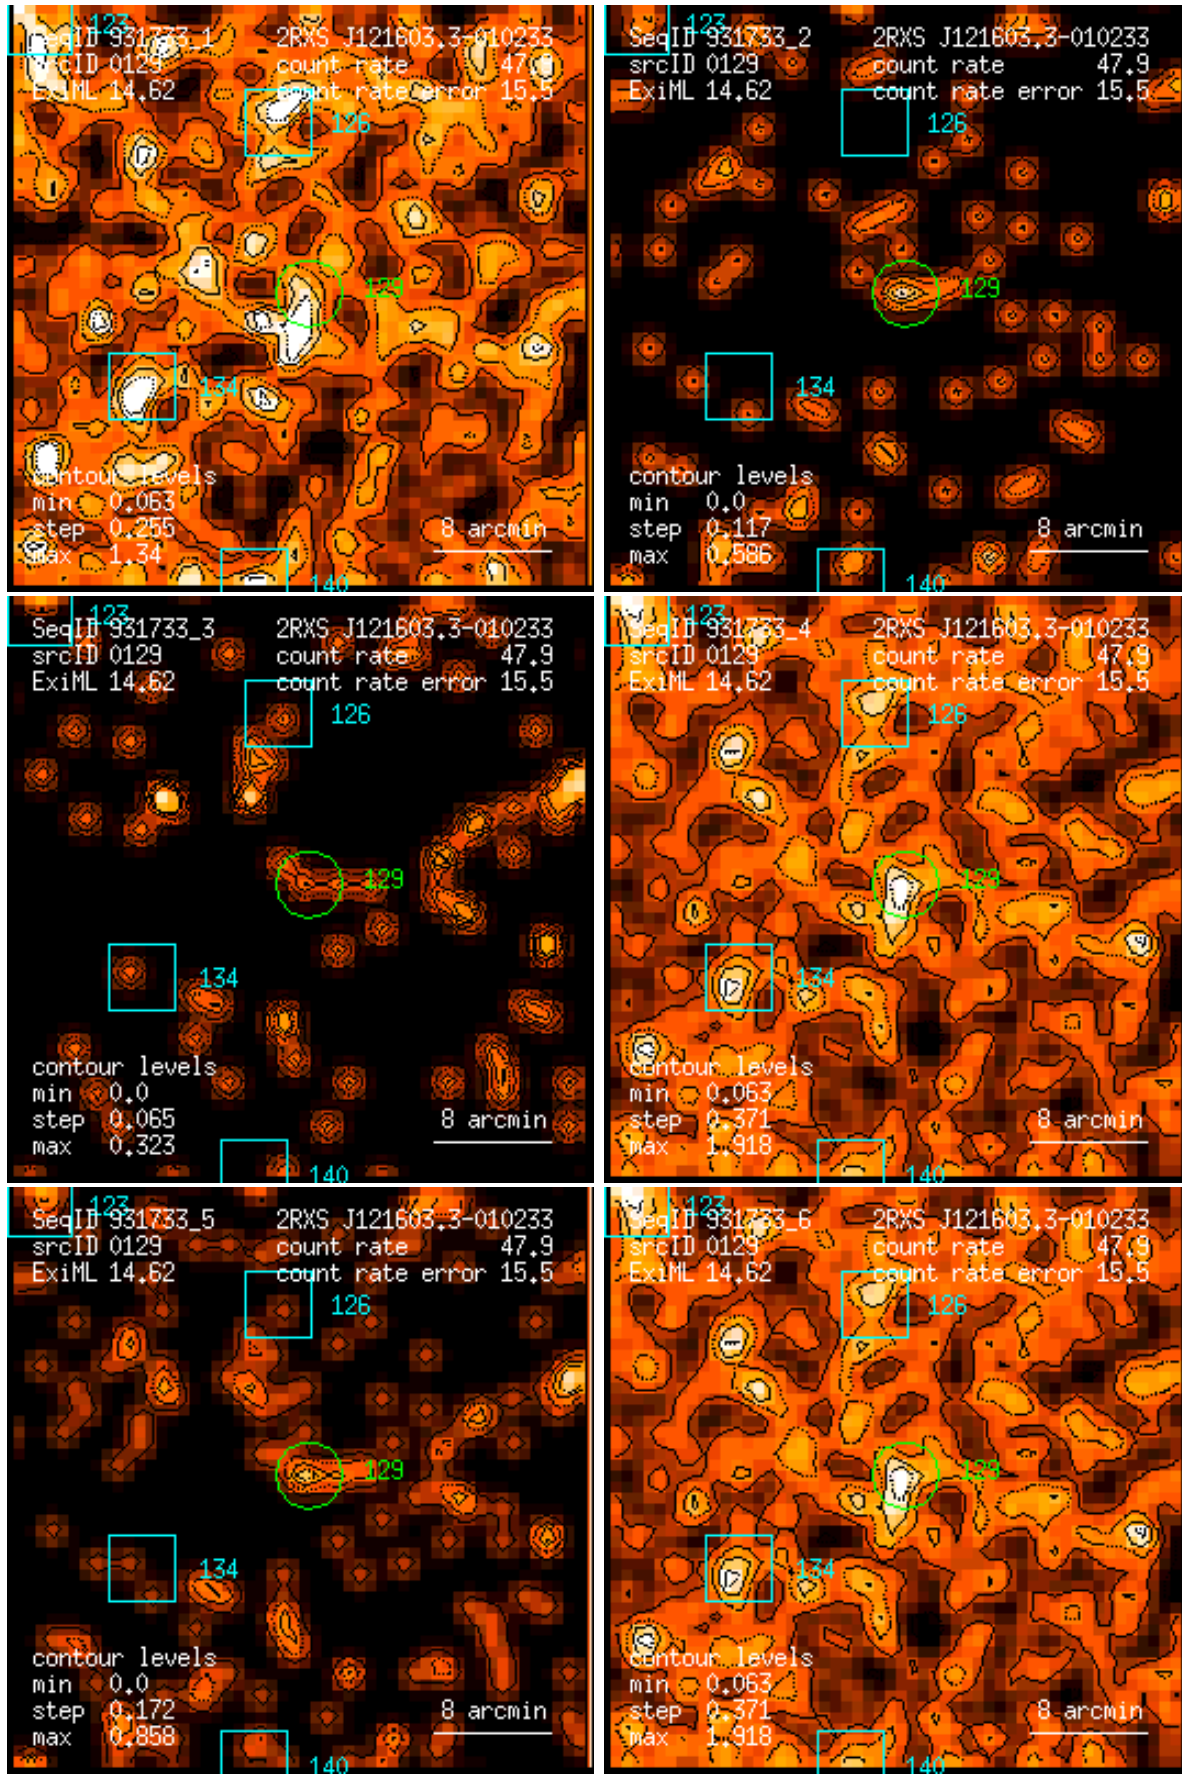 123
SeqID 931733_1 2RXS J121603.3-010233
srcID 0129 count rate 47.9
ExiML 14.62 count rate error 15.5
126
129
134
contour levels
min 0.063
step 0.255 8 arcmin
max 1.34
140
123
SeqID 931733_2 2RXS J121603.3-010233
srcID 0129 count rate 47.9
ExiML 14.62 count rate error 15.5
126
129
134
contour levels
min 0.0
step 0.117 8 arcmin
max 0.586
140
123
SeqID 931733_3 2RXS J121603.3-010233
srcID 0129 count rate 47.9
ExiML 14.62 count rate error 15.5
126
129
134
contour levels
min 0.0
step 0.065 8 arcmin
max 0.323
140
123
SeqID 931733_4 2RXS J121603.3-010233
srcID 0129 count rate 47.9
ExiML 14.62 count rate error 15.5
126
129
134
contour levels
min 0.063
step 0.371 8 arcmin
max 1.918
140
123
SeqID 931733_5 2RXS J121603.3-010233
srcID 0129 count rate 47.9
ExiML 14.62 count rate error 15.5
126
129
134
contour levels
min 0.0
step 0.172 8 arcmin
max 0.858
140
123
SeqID 931733_6 2RXS J121603.3-010233
srcID 0129 count rate 47.9
ExiML 14.62 count rate error 15.5
126
129
134
contour levels
min 0.063
step 0.371 8 arcmin
max 1.918
140